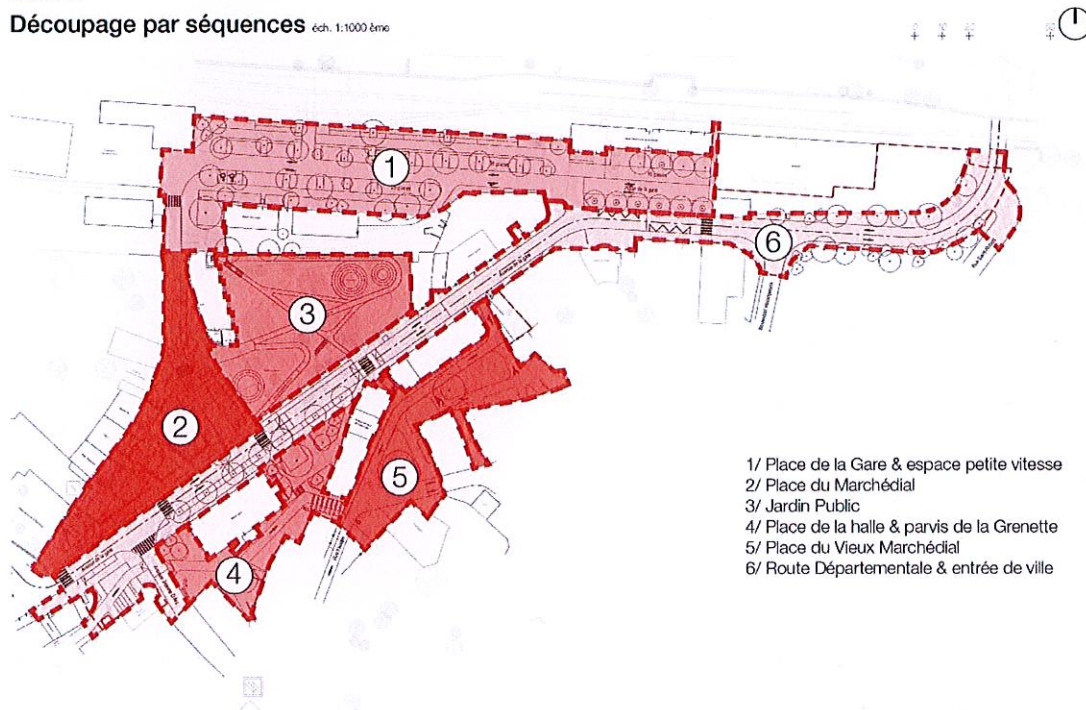 Découpage par séquences éch. 1:1000 ème
1
6
3
2
5
4
1/ Place de la Gare & espace petite vitesse
2/ Place du Marchédial
3/ Jardin Public
4/ Place de la halle & parvis de la Grenette
5/ Place du Vieux Marchédial
6/ Route Départementale & entrée de ville